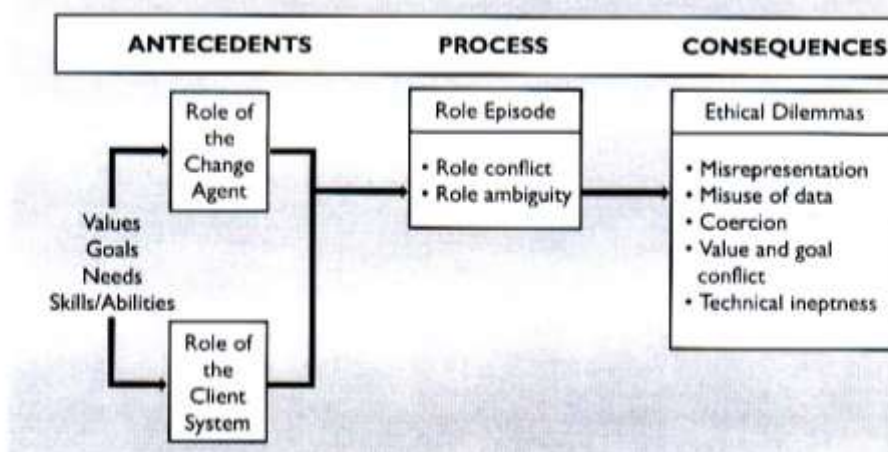 ANTECEDENTS PROCESS CONSEQUENCES
Role of
the
Change
Agent
Values
Goals
Needs
Skills/Abilities
Role of
the
Client
System
Role Episode
• Role conflict
• Role ambiguity
Ethical Dilemmas
• Misrepresentation
• Misuse of data
• Coercion
• Value and goal
conflict
• Technical ineptness